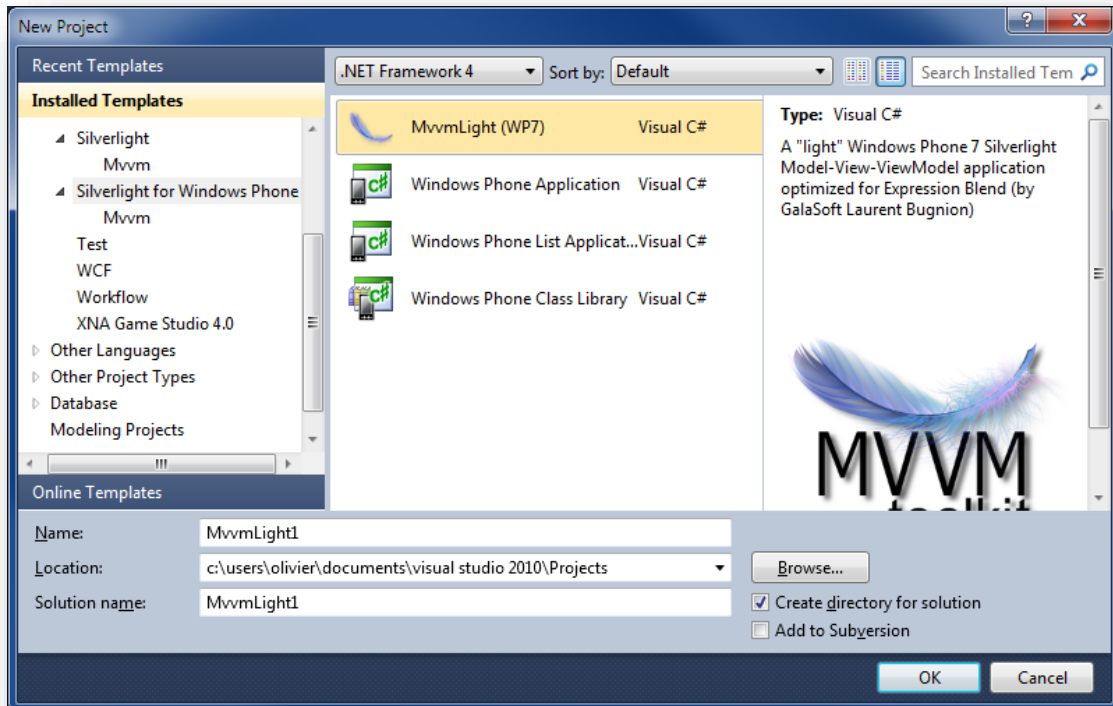 New Project
Recent Templates
Installed Templates
Silverlight
Mvvm
Silverlight for Windows Phone
Mvvm
Test
WCF
Workflow
XNA Game Studio 4.0
Other Languages
Other Project Types
Database
Modeling Projects
Online Templates
.NET Framework 4
Sort by: Default
Search Installed Tem
MvvmLight (WP7) Visual C#
Windows Phone Application Visual C#
Windows Phone List Applicat...Visual C#
Windows Phone Class Library Visual C#
Type: Visual C#
A "light" Windows Phone 7 Silverlight
Model-View-ViewModel application
optimized for Expression Blend (by
GalaSoft Laurent Bugnion)
MVVM
toolkit
Name: MvvmLight1
Location: c:\users\olivier\documents\visual studio 2010\Projects
Browse...
Solution name: MvvmLight1
Create directory for solution
Add to Subversion
OK Cancel